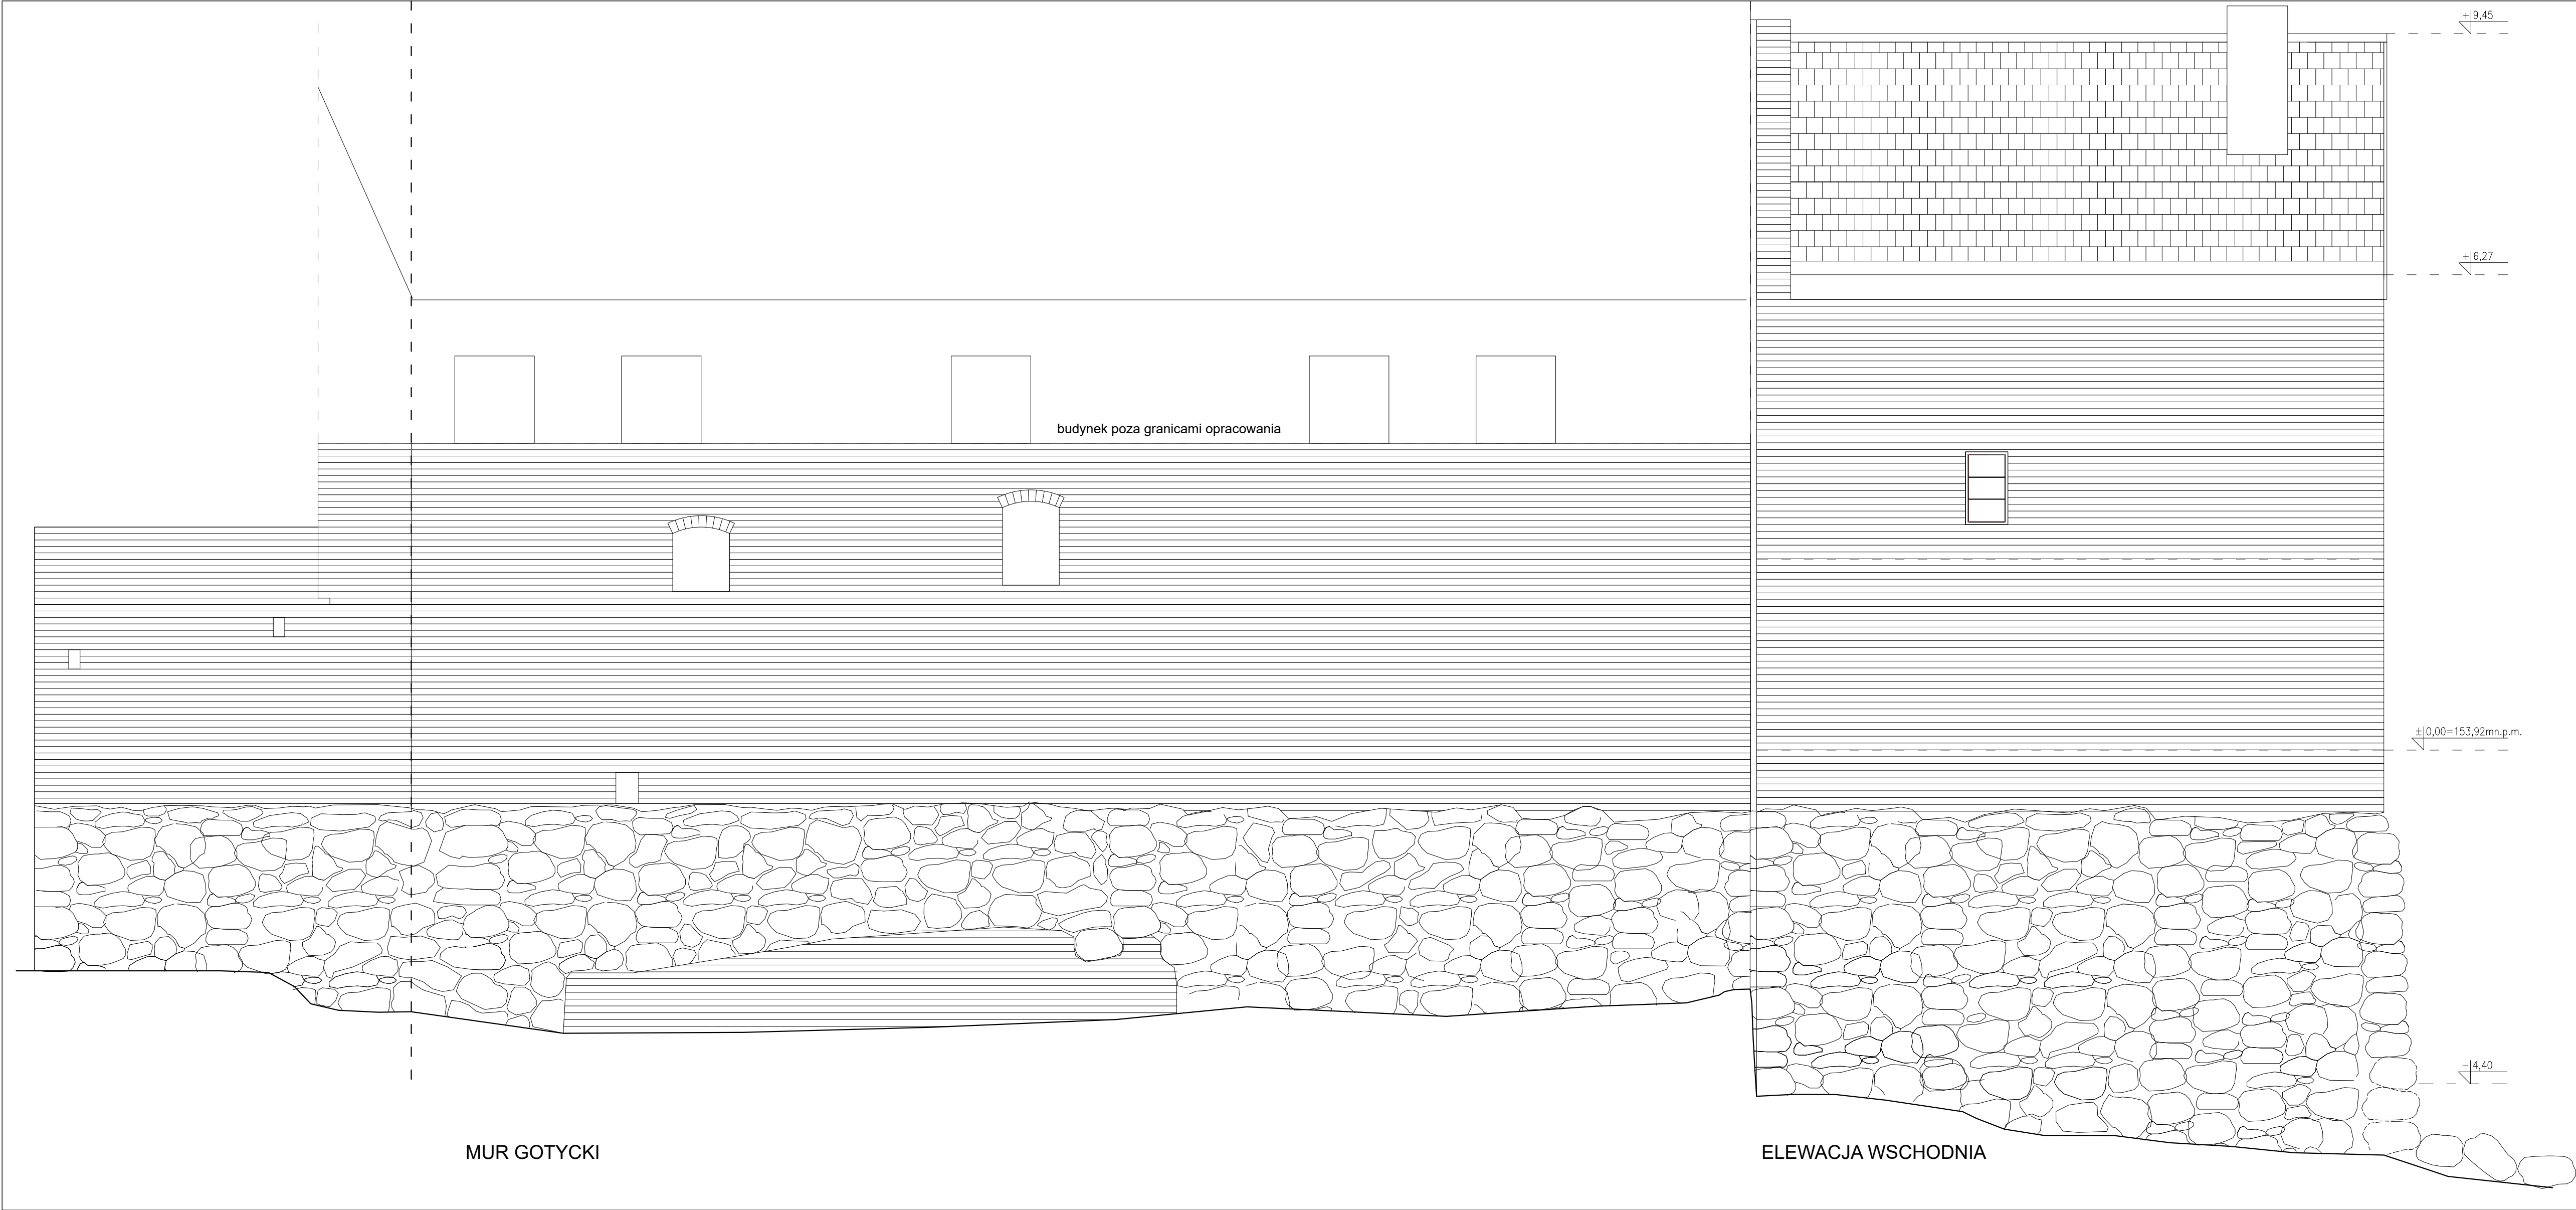 +9,45
+6,27
budynek poza granicami opracowania
±0,00=153,92mn.p.m.
-4,40
MUR GOTYCKI
ELEWACJA WSCHODNIA